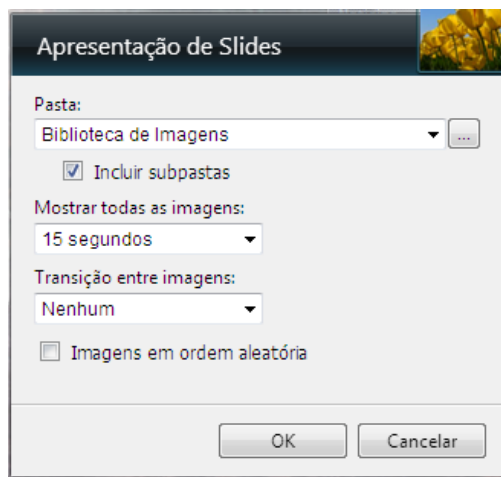 Apresentação de Slides
Pasta:
Biblioteca de Imagens
...
Incluir subpastas
Mostrar todas as imagens:
15 segundos
Transição entre imagens:
Nenhum
Imagens em ordem aleatória
OK Cancelar